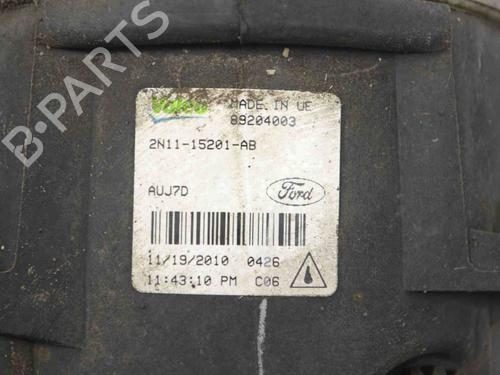 BPARTS
Valeo
MADE IN UE
89204003
2N11-15201-AB
AUJ7D
Ford
11/19/2010 0426
11:43:10 PM C06